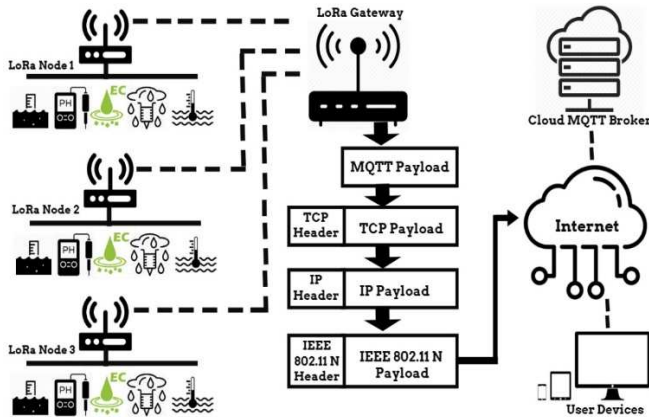 LoRa Gateway
LoRa Node 1
PH
EC
Cloud MQTT Broker
MQTT Payload
LoRa Node 2
PH
EC
TCP
Header
TCP Payload
Internet
IP
Header
IP Payload
LoRa Node 3
PH
EC
IEEE
802.11 N
Header
IEEE 802.11 N
Payload
User Devices